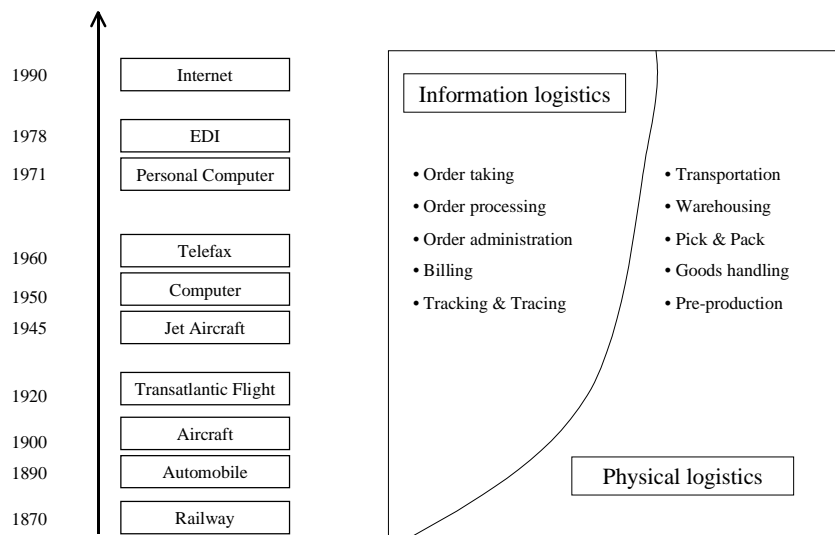 1990 Internet
Information logistics
1978 EDI
1971 Personal Computer
• Order taking
• Transportation
• Order processing
• Warehousing
1960 Telefax
• Order administration
• Pick & Pack
1950 Computer
• Billing
• Goods handling
1945 Jet Aircraft
• Tracking & Tracing
• Pre-production
1920 Transatlantic Flight
1900 Aircraft
1890 Automobile
Physical logistics
1870 Railway